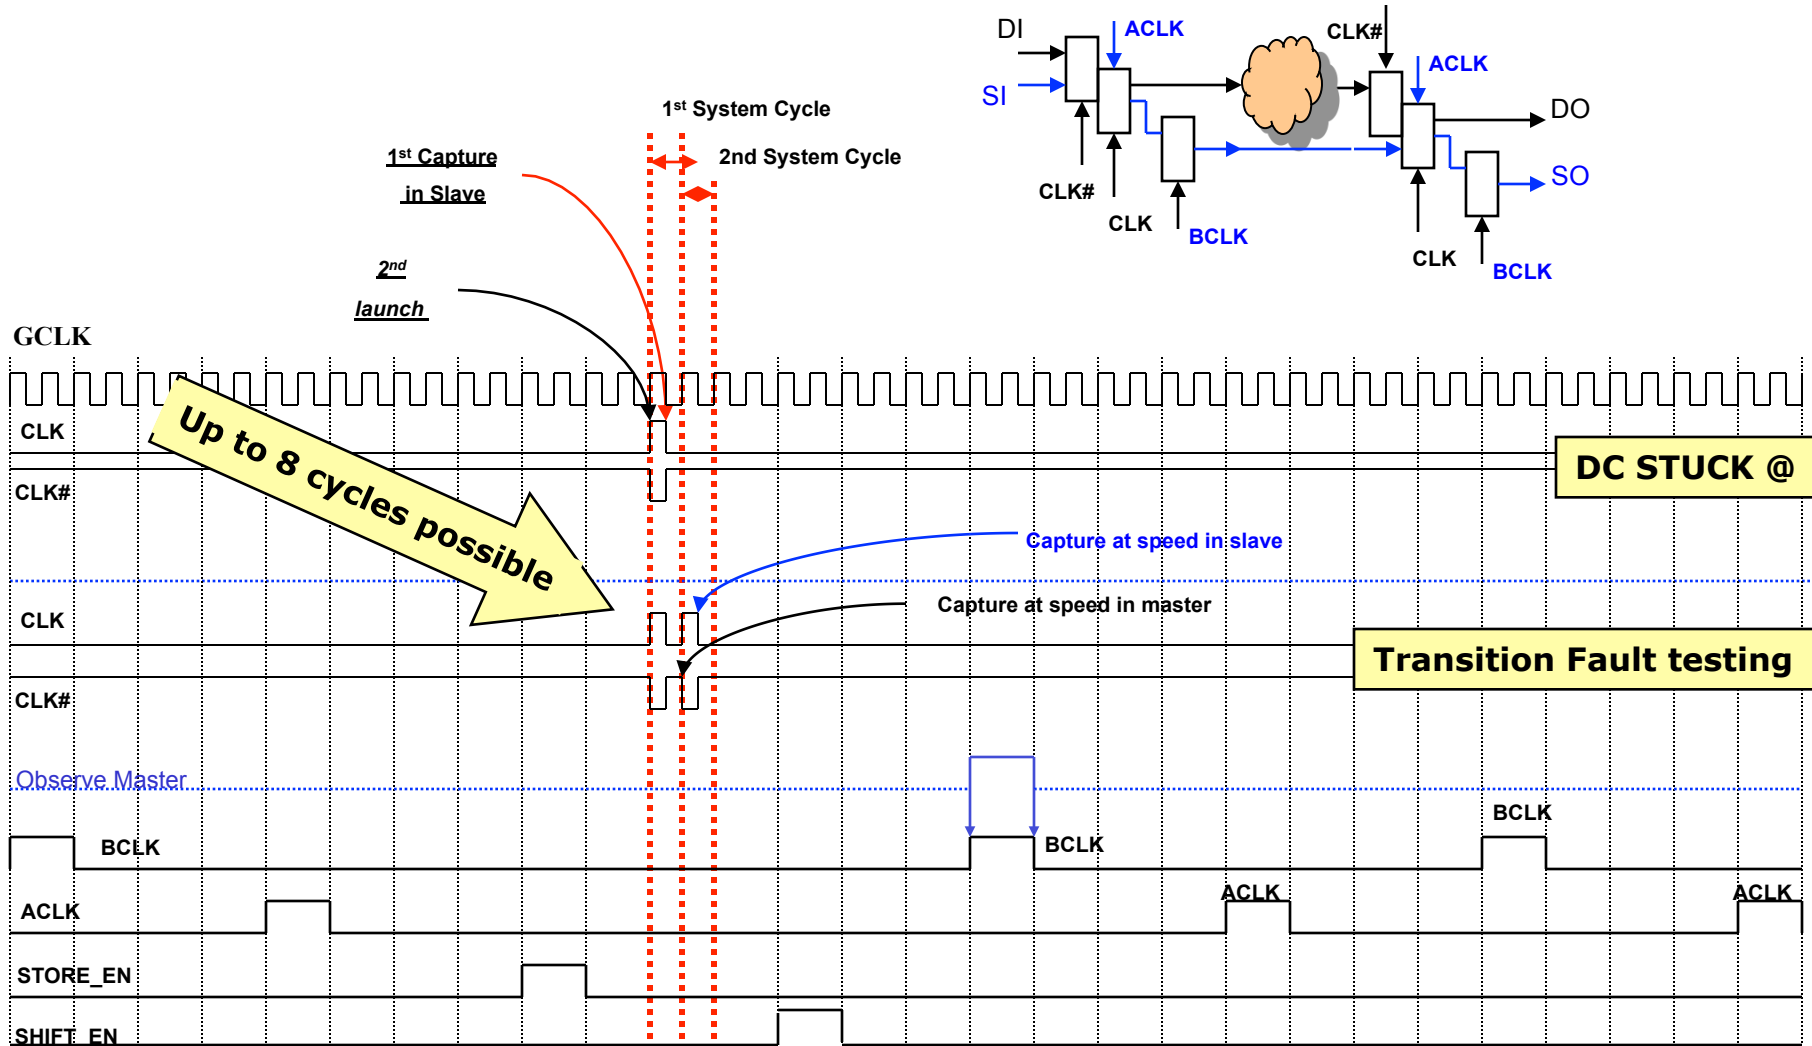 DI
ACLK
CLK#
SI
ACLK
DO
1st System Cycle
2nd System Cycle
1st Capture
in Slave
CLK#
CLK
BCLK
SO
CLK
BCLK
2nd
launch
GCLK
CLK
CLK#
Up to 8 cycles possible
DC STUCK @
Capture at speed in slave
Capture at speed in master
CLK
CLK#
Transition Fault testing
Observe Master
BCLK
BCLK
BCLK
ACLK
ACLK
ACLK
STORE_EN
SHIFT_EN